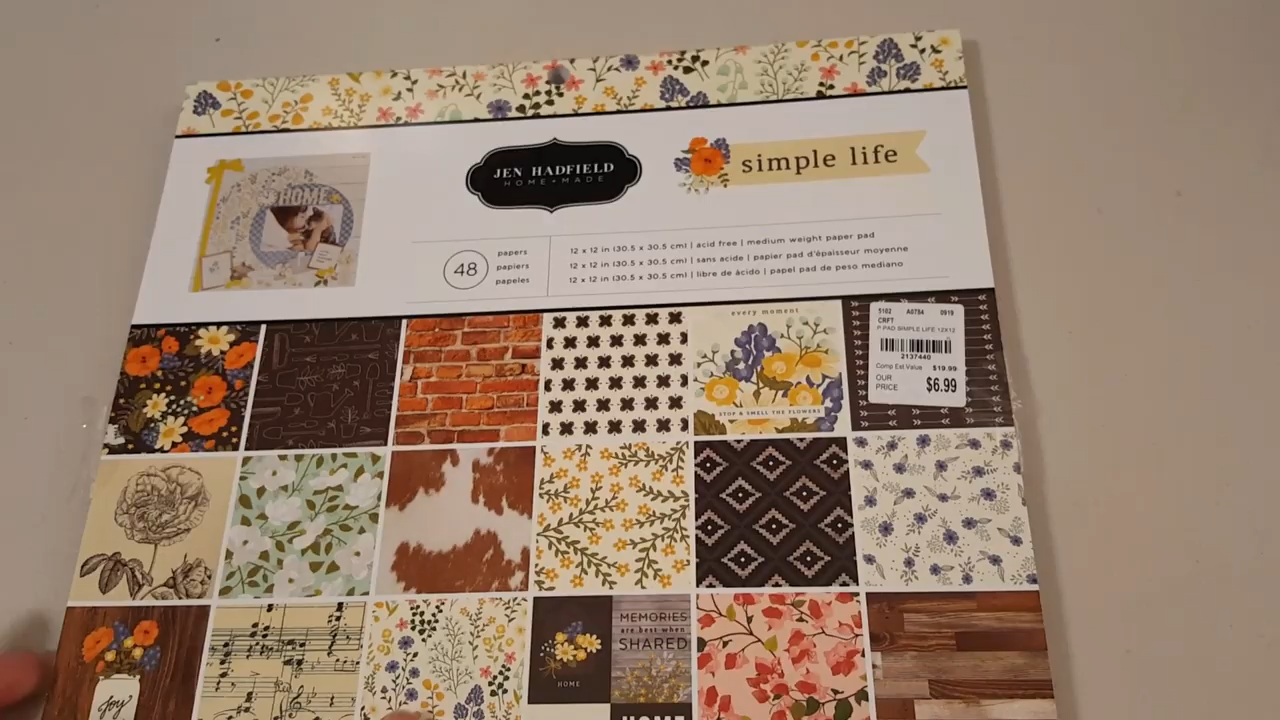 JEN HADFIELD
HOME + MADE
simple life
HOME
48
papers
papiers
papeles
12 x 12 in (30.5 x 30.5 cm) | acid free | medium weight paper pad
12 x 12 in (30.5 x 30.5 cm) | sans acide | papier pad d'épaisseur moyenne
12 x 12 in (30.5 x 30.5 cm) | libre de ácido | papel pad de peso mediano
every moment
STOP & SMELL THE FLOWERS
5102 A0784 0919
CRFT
P PAD SIMPLE LIFE 12X12
2137440
Comp Est Value $19.99
OUR PRICE $6.99
Joy
HOME
MEMORIES
are best when
SHARED
HOME